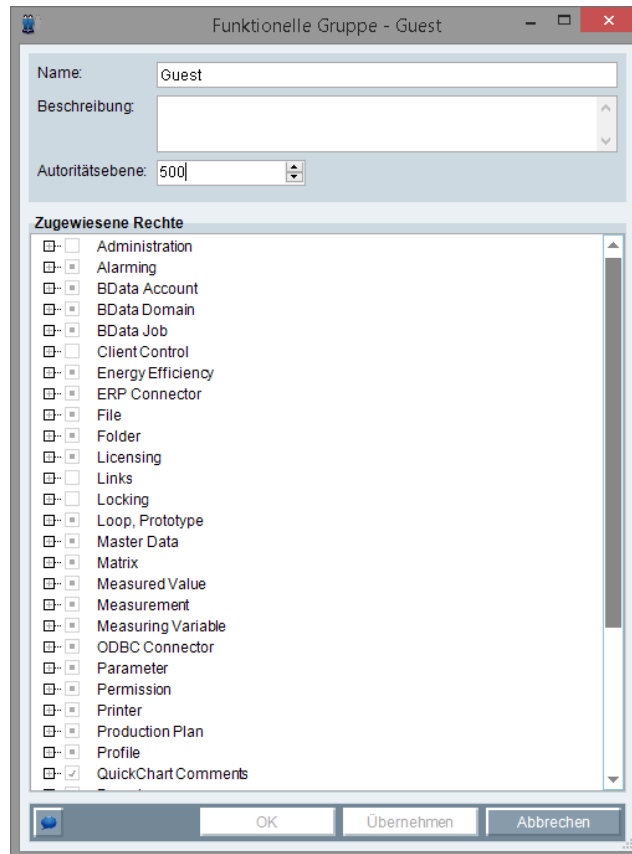 Funktionelle Gruppe - Guest
Name:
Guest
Beschreibung:
Autoritätsebene:
500
Zugewiesene Rechte
Administration
Alarming
BData Account
BData Domain
BData Job
Client Control
Energy Efficiency
ERP Connector
File
Folder
Licensing
Links
Locking
Loop, Prototype
Master Data
Matrix
Measured Value
Measurement
Measuring Variable
ODBC Connector
Parameter
Permission
Printer
Production Plan
Profile
QuickChart Comments
OK
Übernehmen
Abbrechen